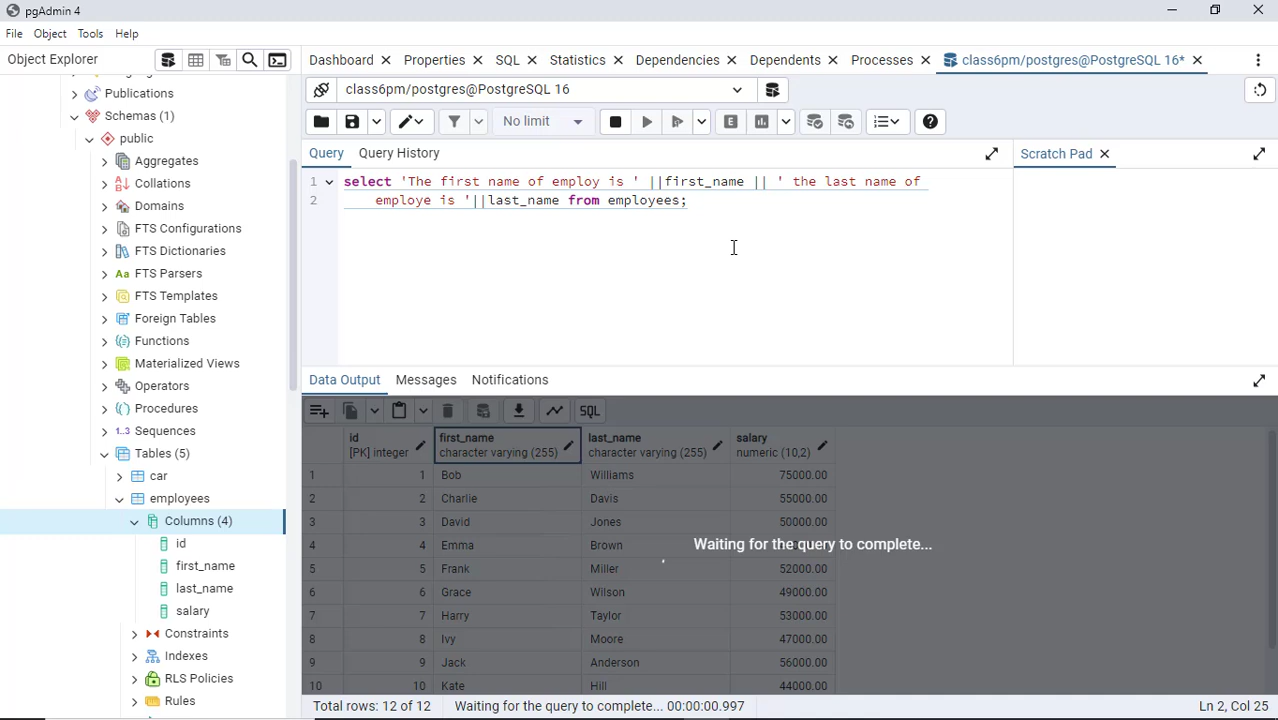 pgAdmin 4
File Object Tools Help
Object Explorer
Dashboard Properties SQL Statistics Dependencies Dependents Processes class6pm/postgres@PostgreSQL 16*
class6pm/postgres@PostgreSQL 16
No limit
E
Query Query History
Scratch Pad
1 select 'The first name of employ is ' ||first_name || ' the last name of
2 employe is '||last_name from employees;
Publications
Schemas (1)
public
Aggregates
Collations
Domains
FTS Configurations
FTS Dictionaries
Aa FTS Parsers
FTS Templates
Foreign Tables
Functions
Materialized Views
Operators
Procedures
1..3 Sequences
Tables (5)
car
employees
Columns (4)
id
first_name
last_name
salary
Constraints
Indexes
RLS Policies
Rules
Data Output Messages Notifications
SQL
id first_name last_name salary
[PK] integer character varying (255) character varying (255) numeric (10,2)
1 1 Bob Williams 75000.00
2 2 Charlie Davis 55000.00
3 3 David Jones 50000.00
4 4 Emma Brown
Waiting for the query to complete...
5 5 Frank Miller 52000.00
6 6 Grace Wilson 49000.00
7 7 Harry Taylor 53000.00
8 8 Ivy Moore 47000.00
9 9 Jack Anderson 56000.00
10 10 Kate Hill 44000.00
Total rows: 12 of 12 Waiting for the query to complete... 00:00:00.997 Ln 2, Col 25